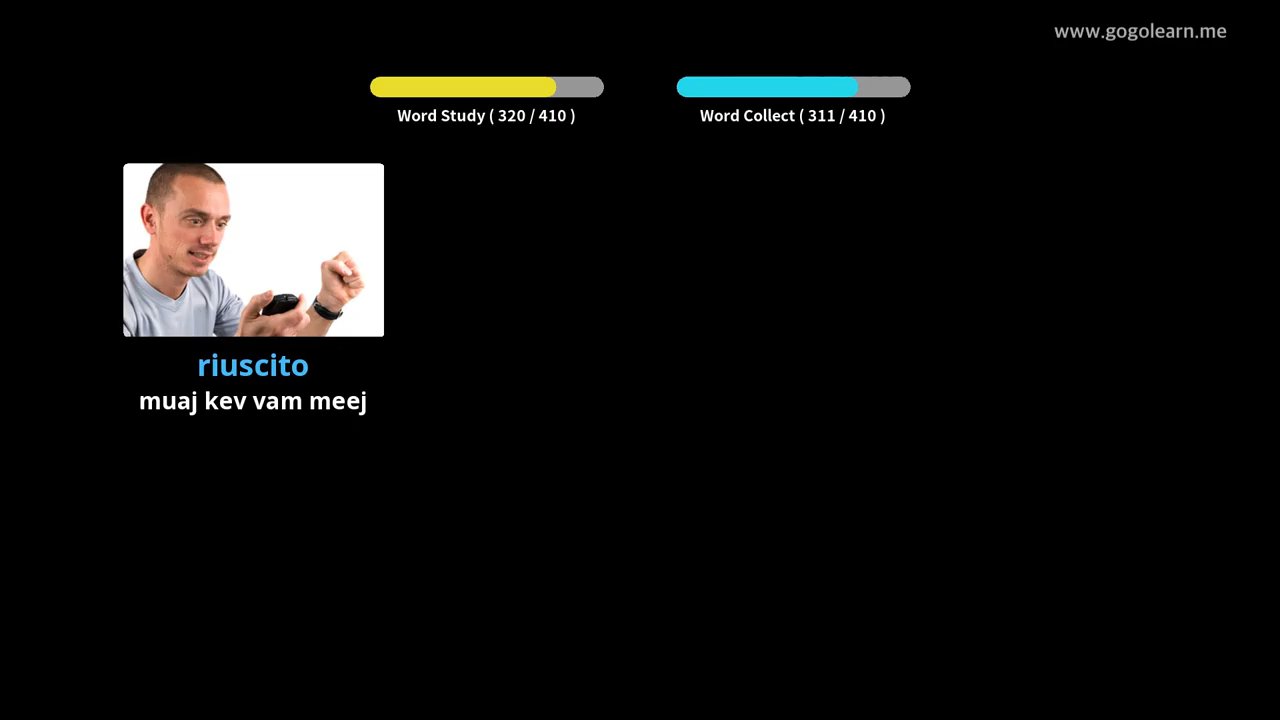 www.gogolearn.me
Word Study ( 320 / 410 )
Word Collect ( 311 / 410 )
riuscito
muaj kev vam meej